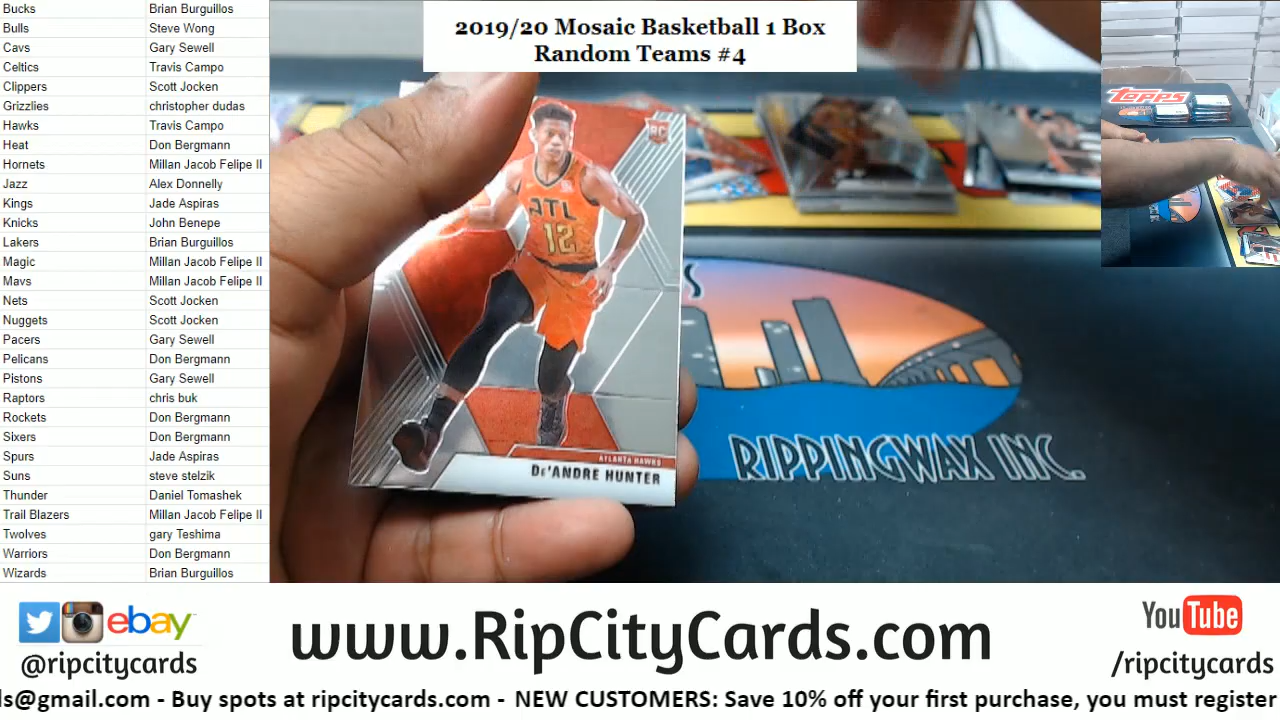 Bucks Brian Burguillos
Bulls Steve Wong
Cavs Gary Sewell
Celtics Travis Campo
Clippers Scott Jocken
Grizzlies christopher dudas
Hawks Travis Campo
Heat Don Bergmann
Hornets Millan Jacob Felipe II
Jazz Alex Donnelly
Kings Jade Aspiras
Knicks John Benepe
Lakers Brian Burguillos
Magic Millan Jacob Felipe II
Mavs Millan Jacob Felipe II
Nets Scott Jocken
Nuggets Scott Jocken
Pacers Gary Sewell
Pelicans Don Bergmann
Pistons Gary Sewell
Raptors chris buk
Rockets Don Bergmann
Sixers Don Bergmann
Spurs Jade Aspiras
Suns steve stelzik
Thunder Daniel Tomashek
Trail Blazers Millan Jacob Felipe II
Twolves gary Teshima
Warriors Don Bergmann
Wizards Brian Burguillos
2019/20 Mosaic Basketball 1 Box
Random Teams #4
RC
ATL
12
ATLANTA HAWKS
De'ANDRE HUNTER
S
RIPPINGWAX INC.
TOPPS
ebay
@ripcitycards
www.RipCityCards.com
YouTube
/ripcitycards
ls@gmail.com - Buy spots at ripcitycards.com - NEW CUSTOMERS: Save 10% off your first purchase, you must register